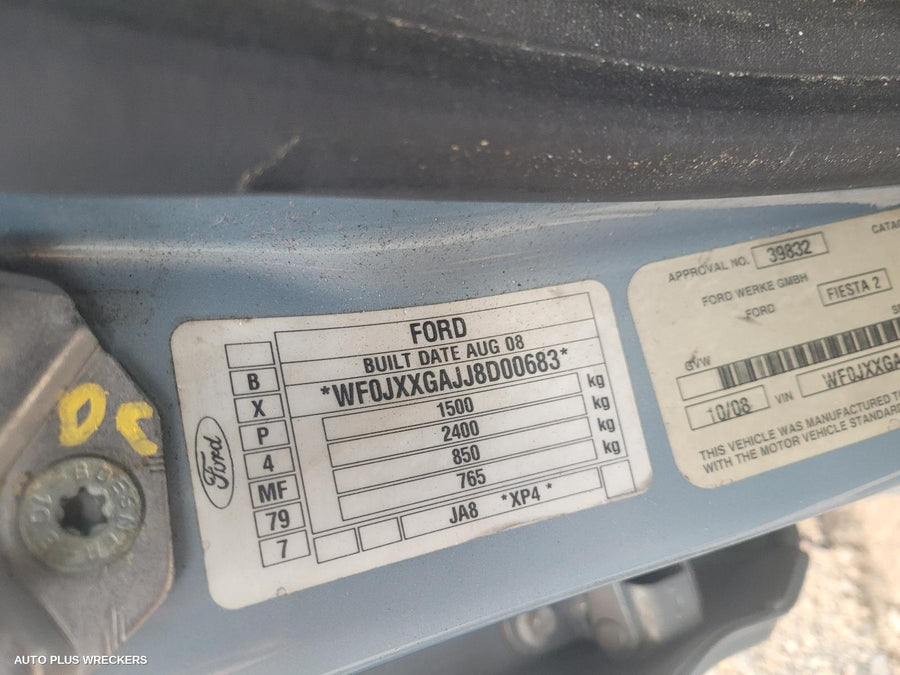 FORD
BUILT DATE AUG 08
*WF0JXXGAJJ8D00683*
B
X
1500 kg
P
2400 kg
4
850 kg
MF
765 kg
79
7
JA8 *XP4*
Ford
APPROVAL NO. 39832
FORD WERKE GMBH
FORD FIESTA 2
GVW
10/08 VIN WF0JXXGA
THIS VEHICLE WAS MANUFACTURED
WITH THE MOTOR VEHICLE STANDARD
AUTO PLUS WRECKERS